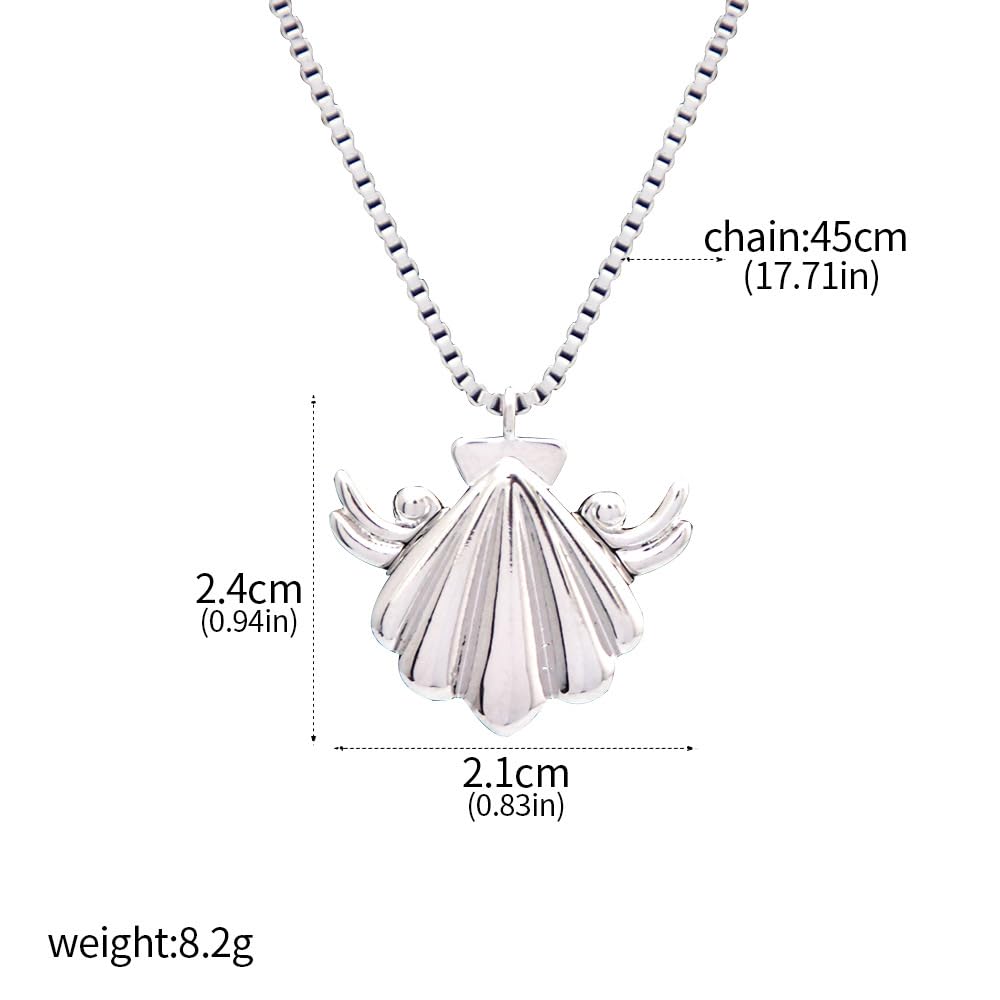 chain:45cm
(17.71in)
2.4cm
(0.94in)
2.1cm
(0.83in)
weight:8.2g